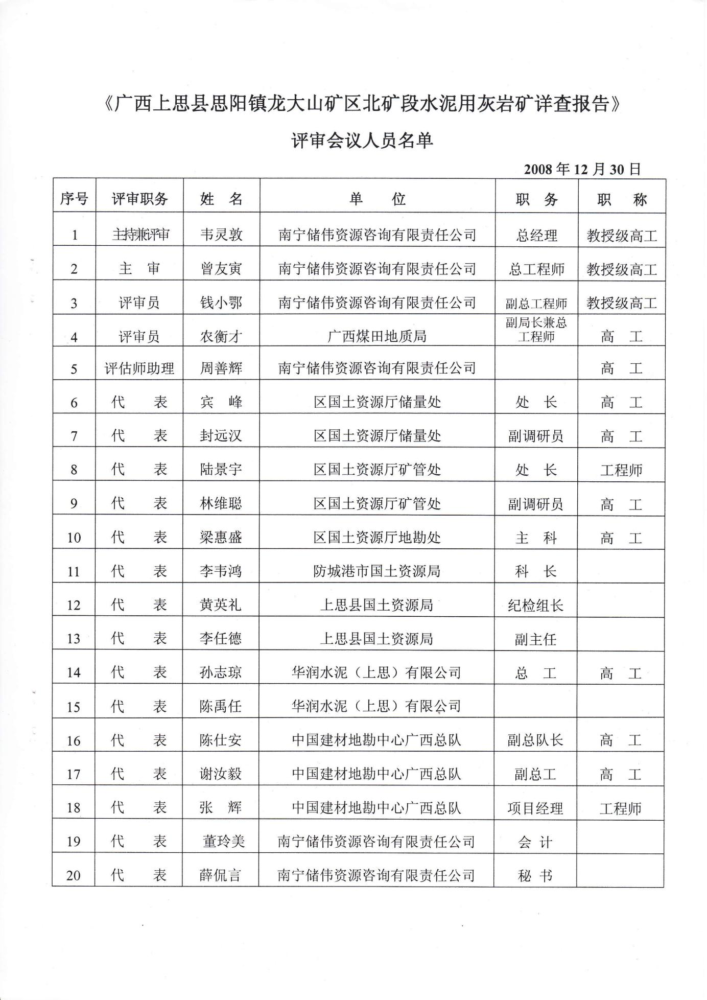 《广西上思县思阳镇龙大山矿区北矿段水泥用灰岩矿详查报告》
评审会议人员名单
2008年12月30日
序号 评审职务 姓 名 单 位 职 务 职 称
1 主持兼评审 韦灵敦 南宁储伟资源咨询有限责任公司 总经理 教授级高工
2 主 审 曾友寅 南宁储伟资源咨询有限责任公司 总工程师 教授级高工
3 评审员 钱小鄂 南宁储伟资源咨询有限责任公司 副总工程师 教授级高工
4 评审员 农衡才 广西煤田地质局 副局长兼总工程师 高 工
5 评估师助理 周善辉 南宁储伟资源咨询有限责任公司 高 工
6 代 表 宾 峰 区国土资源厅储量处 处 长 高 工
7 代 表 封远汉 区国土资源厅储量处 副调研员 高 工
8 代 表 陆景宇 区国土资源厅矿管处 处 长 工程师
9 代 表 林维聪 区国土资源厅矿管处 副调研员 高 工
10 代 表 梁惠盛 区国土资源厅地勘处 主 科 高 工
11 代 表 李韦鸿 防城港市国土资源局 科 长
12 代 表 黄英礼 上思县国土资源局 纪检组长
13 代 表 李任德 上思县国土资源局 副主任
14 代 表 孙志琼 华润水泥（上思）有限公司 总 工 高 工
15 代 表 陈禹任 华润水泥（上思）有限公司
16 代 表 陈仕安 中国建材地勘中心广西总队 副总队长 高 工
17 代 表 谢汝毅 中国建材地勘中心广西总队 副总工 高 工
18 代 表 张 辉 中国建材地勘中心广西总队 项目经理 工程师
19 代 表 董玲美 南宁储伟资源咨询有限责任公司 会 计
20 代 表 薛侃言 南宁储伟资源咨询有限责任公司 秘 书